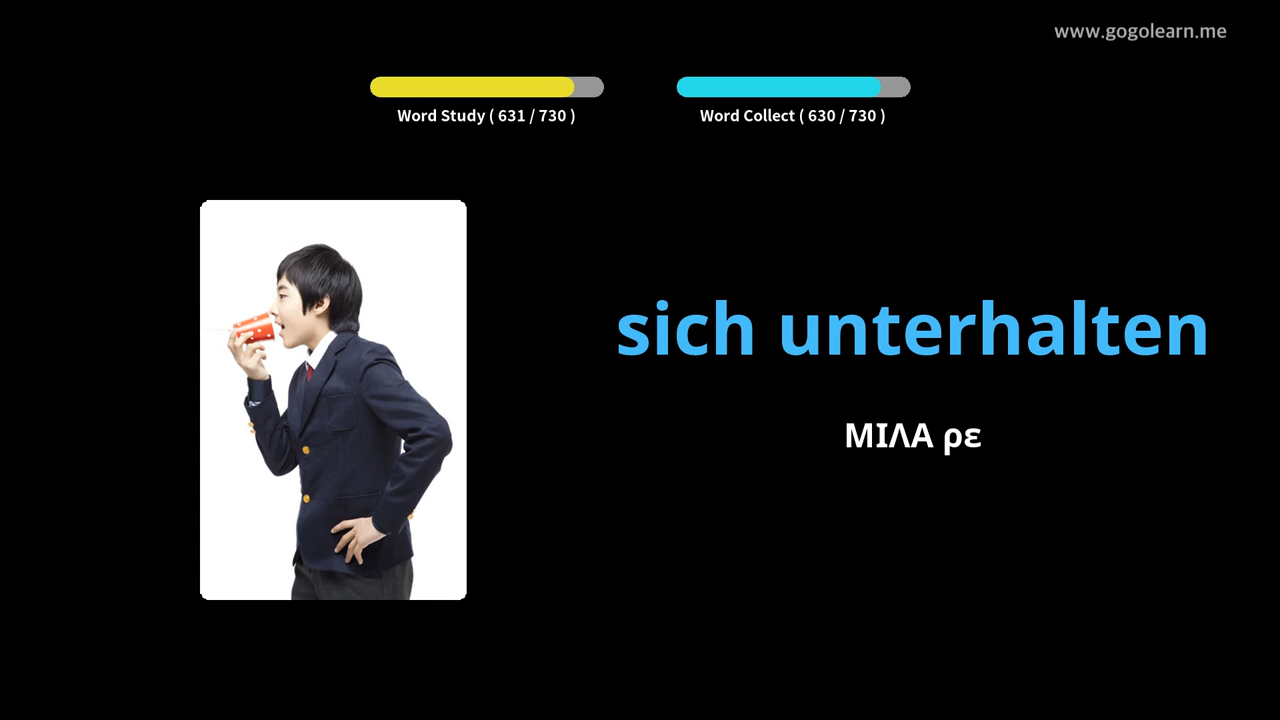 www.gogolearn.me
Word Study ( 631 / 730 )
Word Collect ( 630 / 730 )
sich unterhalten
ΜΙΛΑ ρε